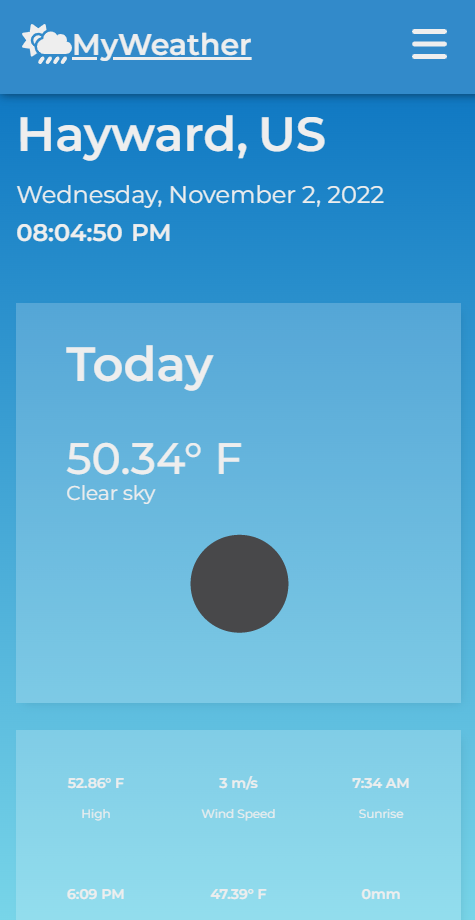 MyWeather
Hayward, US
Wednesday, November 2, 2022
08:04:50 PM
Today
50.34° F
Clear sky
52.86° F 3 m/s 7:34 AM
High Wind Speed Sunrise
6:09 PM 47.39° F 0mm